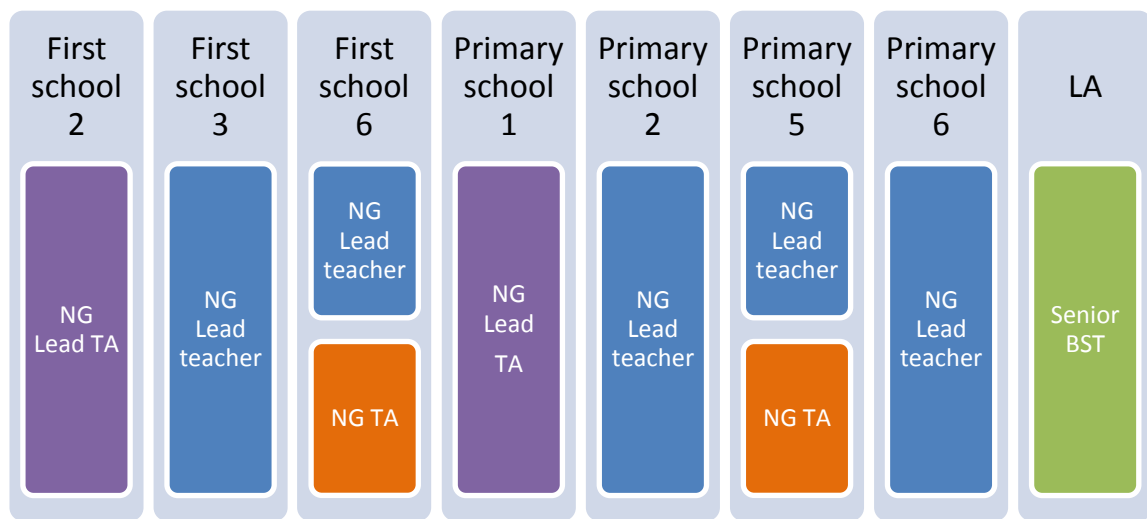 First
school
2
NG
Lead TA
First
school
3
NG
Lead
teacher
First
school
6
NG
Lead
teacher
NG TA
Primary
school
1
NG
Lead
TA
Primary
school
2
NG
Lead
teacher
Primary
school
5
NG
Lead
teacher
NG TA
Primary
school
6
NG
Lead
teacher
LA
Senior
BST